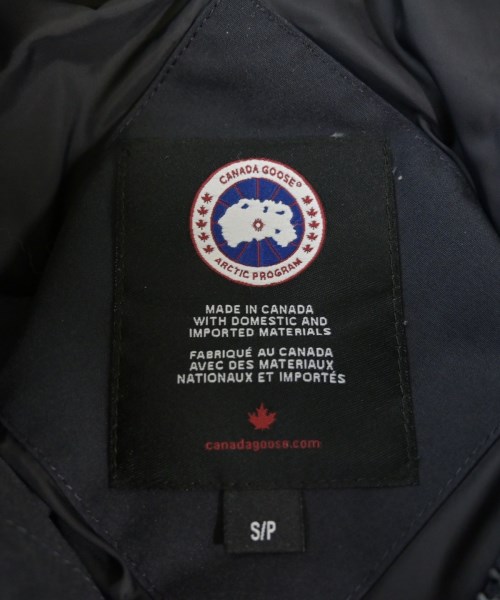 CANADA GOOSE®
ARCTIC PROGRAM
MADE IN CANADA
WITH DOMESTIC AND
IMPORTED MATERIALS
FABRIQUÉ AU CANADA
AVEC DES MATERIAUX
NATIONAUX ET IMPORTÉS
canadagoose.com
S/P